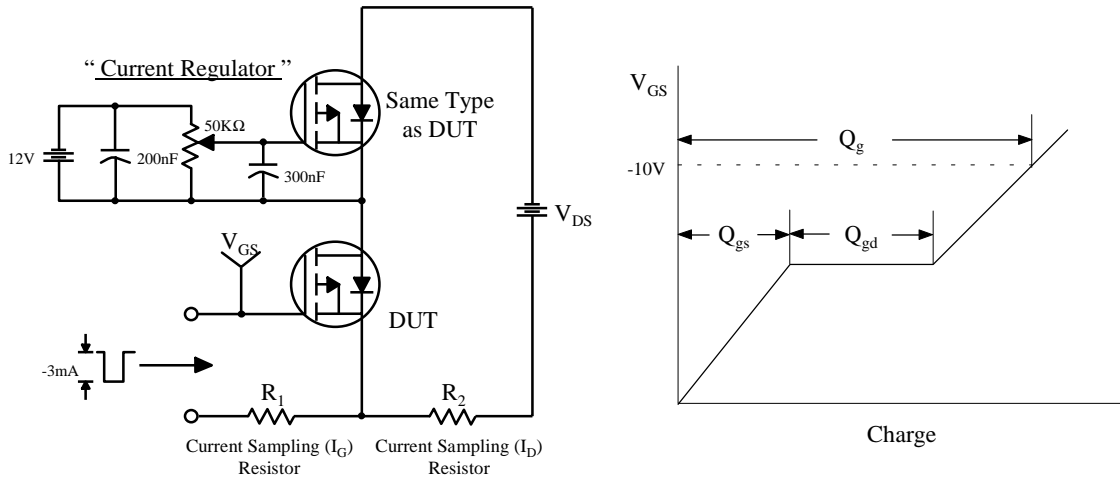 “ Current Regulator ”
12V
200nF
50KΩ
300nF
Same Type
as DUT
V_DS
V_GS
DUT
-3mA
R_1
R_2
Current Sampling (I_G)
Resistor
Current Sampling (I_D)
Resistor
V_GS
Q_g
-10V
Q_gs
Q_gd
Charge